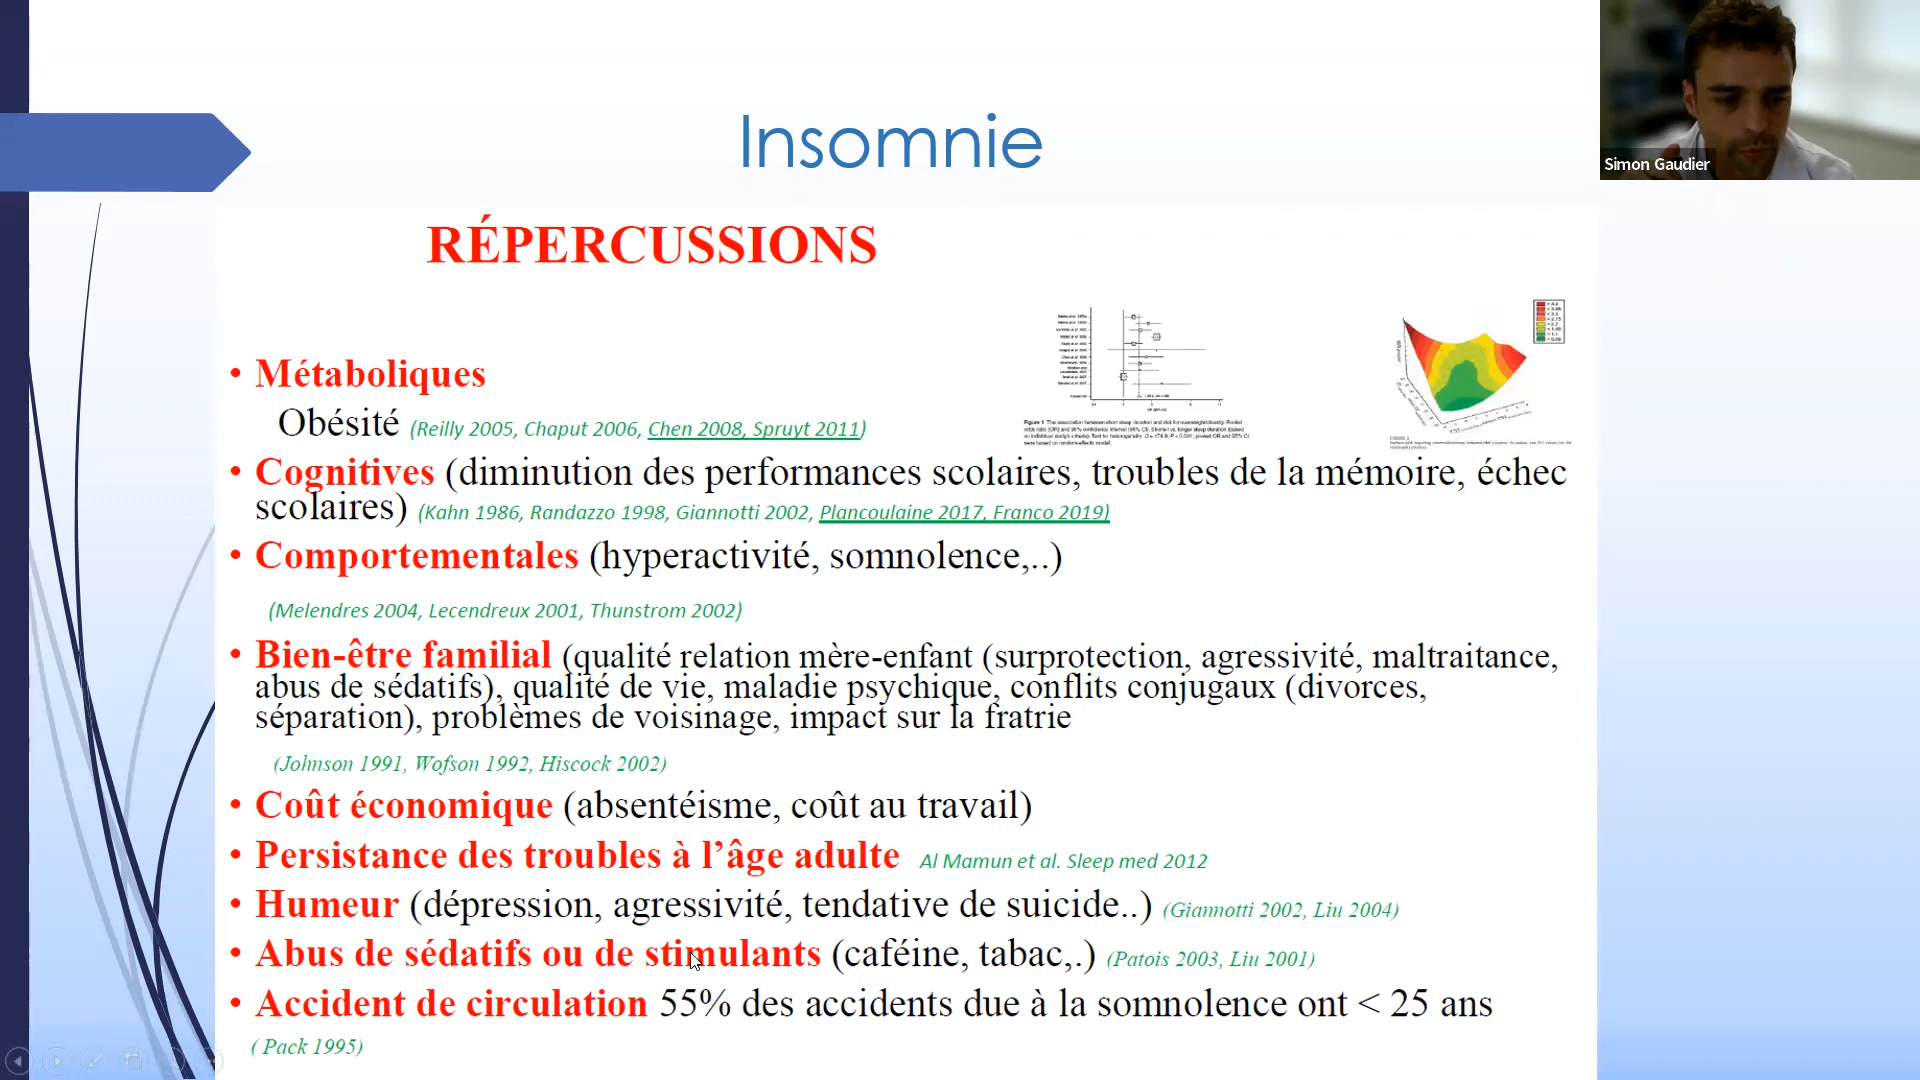 Insomnie
Simon Gaudier
RÉPERCUSSIONS
• Métaboliques
Obésité (Reilly 2005, Chaput 2006, Chen 2008, Spruyt 2011)
• Cognitives (diminution des performances scolaires, troubles de la mémoire, échec
scolaires) (Kahn 1986, Randazzo 1998, Giannotti 2002, Plancoulaine 2017, Franco 2019)
• Comportementales (hyperactivité, somnolence,..)
(Melendres 2004, Lecendreux 2001, Thunstrom 2002)
• Bien-être familial (qualité relation mère-enfant (surprotection, agressivité, maltraitance,
abus de sédatifs), qualité de vie, maladie psychique, conflits conjugaux (divorces,
séparation), problèmes de voisinage, impact sur la fratrie
(Johnson 1991, Wofson 1992, Hiscock 2002)
• Coût économique (absentéisme, coût au travail)
• Persistance des troubles à l’âge adulte Al Mamun et al. Sleep med 2012
• Humeur (dépression, agressivité, tendative de suicide..) (Giannotti 2002, Liu 2004)
• Abus de sédatifs ou de stimulants (caféine, tabac,.) (Patois 2003, Liu 2001)
• Accident de circulation 55% des accidents due à la somnolence ont < 25 ans
( Pack 1995)